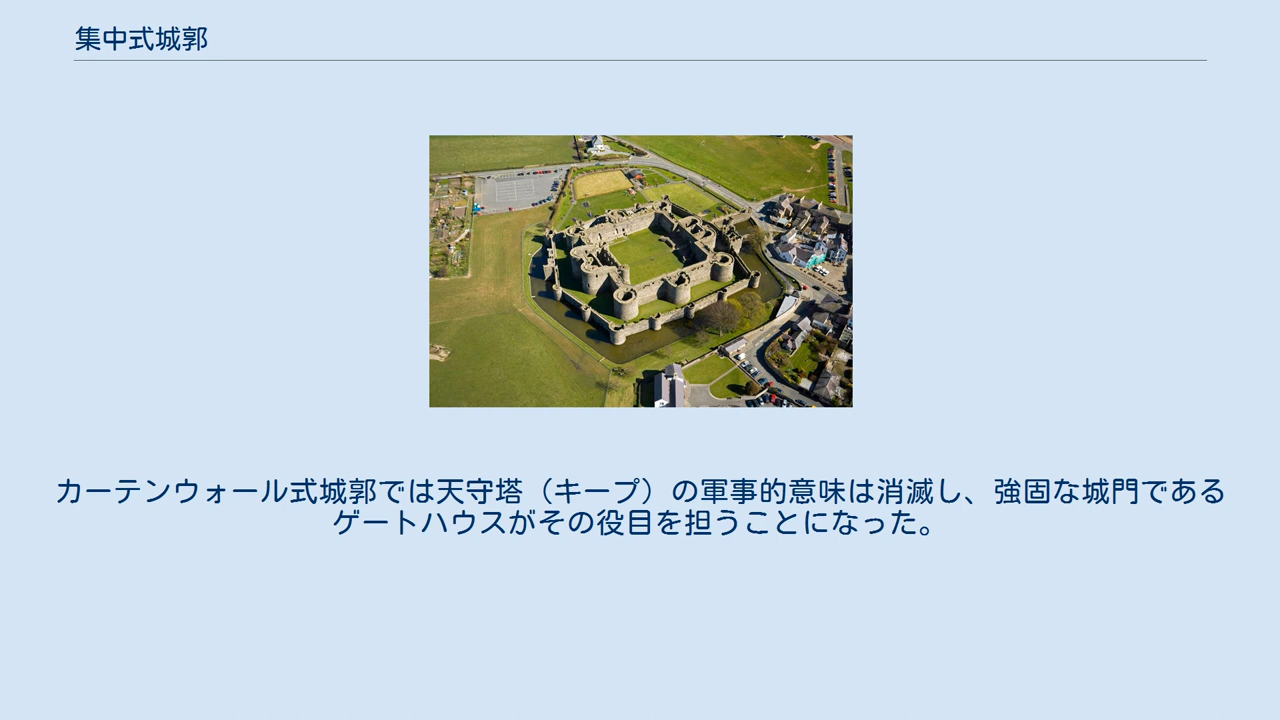 集中式城郭
カーテンウォール式城郭では天守塔（キープ）の軍事的意味は消滅し、強固な城門である
ゲートハウスがその役目を担うことになった。